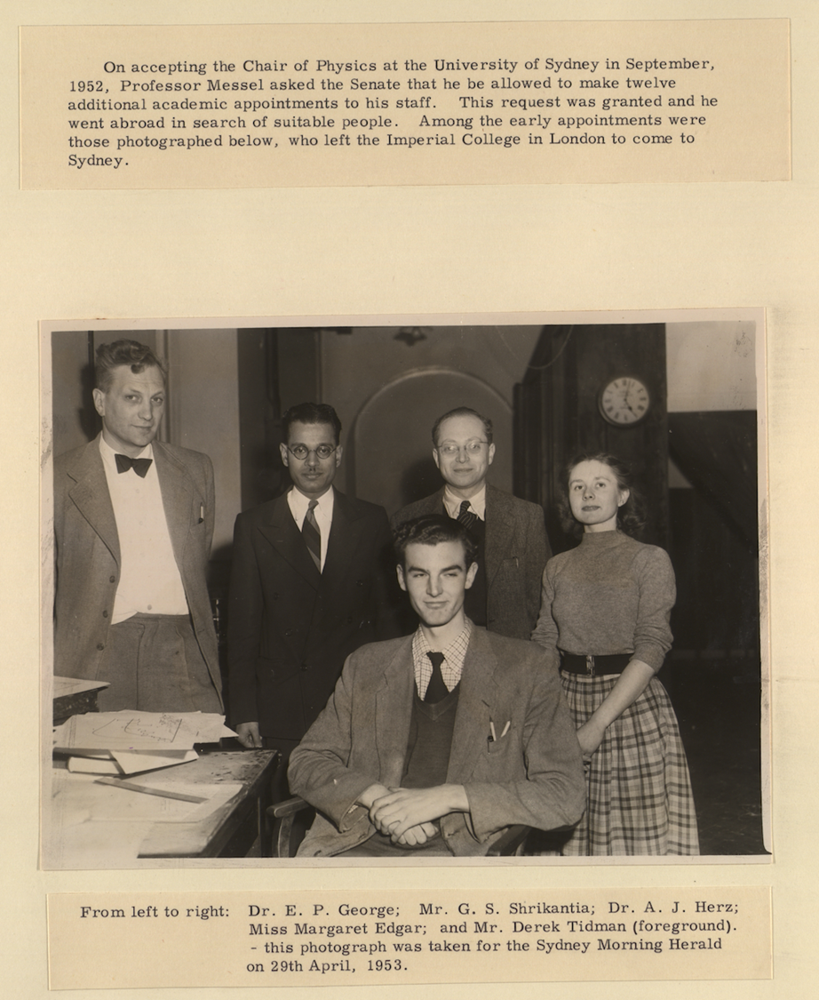 On accepting the Chair of Physics at the University of Sydney in September,
1952, Professor Messel asked the Senate that he be allowed to make twelve
additional academic appointments to his staff. This request was granted and he
went abroad in search of suitable people. Among the early appointments were
those photographed below, who left the Imperial College in London to come to
Sydney.
From left to right: Dr. E. P. George; Mr. G. S. Shrikantia; Dr. A. J. Herz;
Miss Margaret Edgar; and Mr. Derek Tidman (foreground).
- this photograph was taken for the Sydney Morning Herald
on 29th April, 1953.